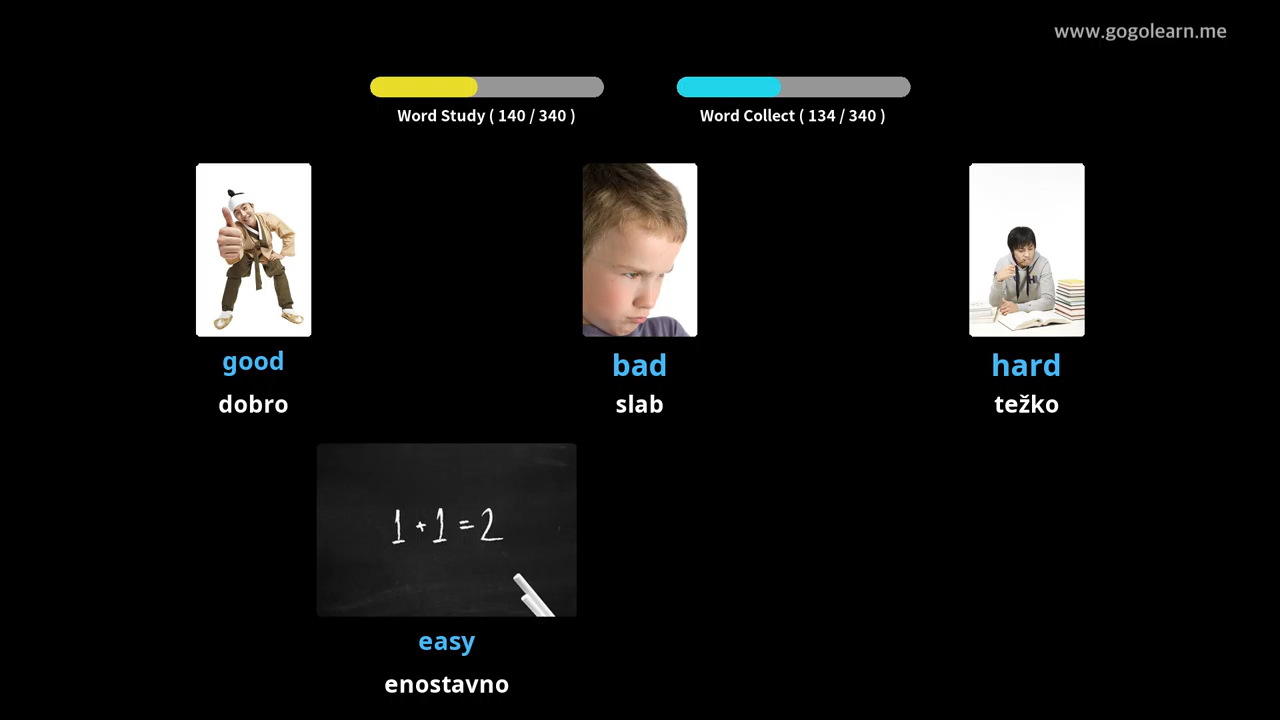 www.gogolearn.me
Word Study ( 140 / 340 )
Word Collect ( 134 / 340 )
good
bad
hard
dobro
slab
težko
1 + 1 = 2
easy
enostavno